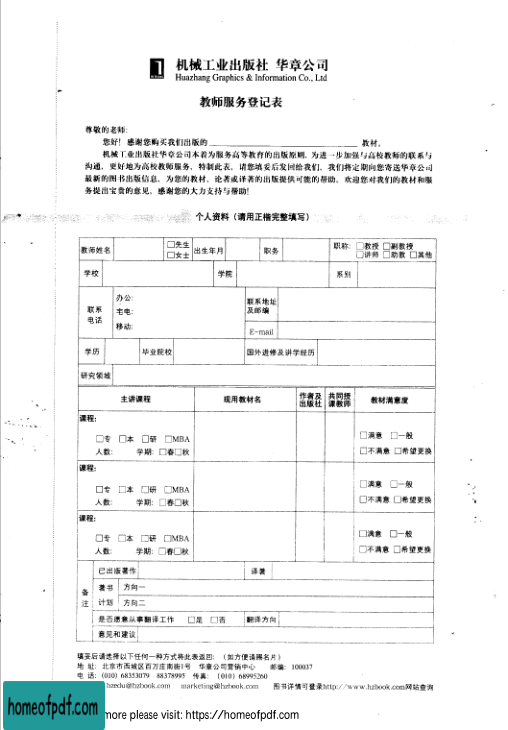 机械工业出版社 华章公司
Huazhang Graphics & Information Co., Ltd
教师服务登记表
尊敬的老师:
您好! 感谢您购买我们出版的______教材。
机械工业出版社华章公司本着为服务高等教育的出版原则,为进一步加强与高校教师的联系与
沟通,更好地为高校教师服务,特制此表,请您填妥后发回给我们,我们将定期向您寄送华章公司
最新的图书出版信息。为您的教材、论著或译著的出版提供可能的帮助。欢迎您对我们的教材和服
务提出宝贵的意见,感谢您的大力支持与帮助!
个人资料 (请用正楷完整填写)
教师姓名 □先生 □女士 出生年月 职务 职称: □教授 □副教授 □讲师 □助教 □其他
学校 学院 系别
联系电话 办公: 宅电: 移动: 联系地址及邮编
E-mail
学历 毕业院校 国外进修及讲学经历
研究领域
主讲课程 现用教材名 作者及出版社 共同授课教师 教材满意度
课程:
□专 □本 □研 □MBA
人数: 学期: □春□秋
□满意 □一般
□不满意 □希望更换
课程:
□专 □本 □研 □MBA
人数: 学期: □春□秋
□满意 □一般
□不满意 □希望更换
课程:
□专 □本 □研 □MBA
人数: 学期: □春□秋
□满意 □一般
□不满意 □希望更换
备注
已出版著作 译著
著书计划 方向一
方向二
是否愿意从事翻译工作 □是 □否 翻译方向
意见和建议
填妥后请选择以下任何一种方式将此表返回: (如方便请赐名片)
地 址: 北京市西城区百万庄南街1号 华章公司营销中心 邮编: 100037
电 话: (010) 68353079 88378995 传真: (010) 68995260
hzedu@hzbook.com marketing@hzbook.com 图书详情可登录http://www.hzbook.com网站查询
homeofpdf.com
more please visit: https://homeofpdf.com